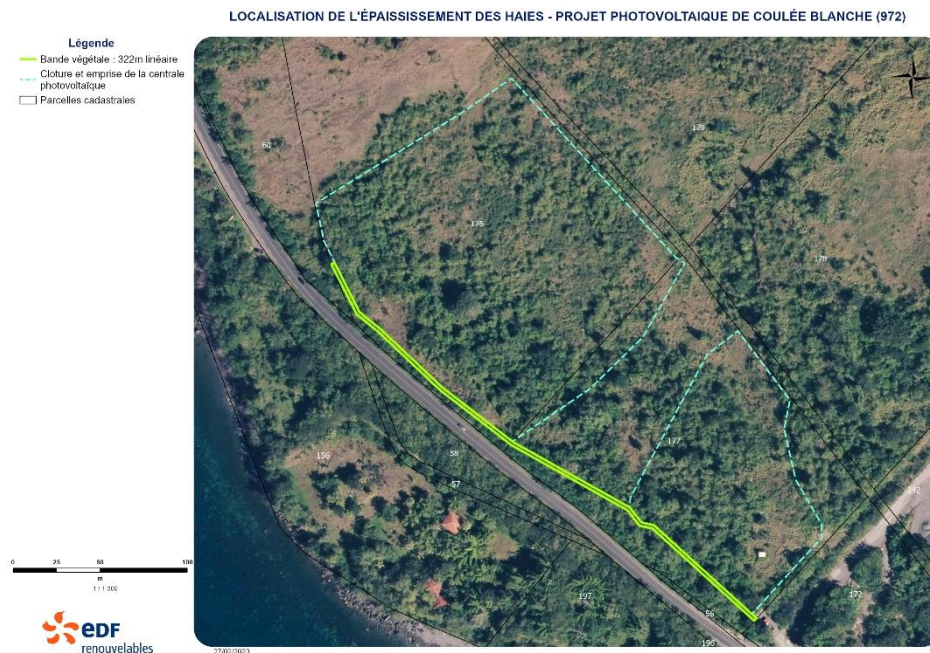 LOCALISATION DE L'ÉPAISSISSEMENT DES HAIES - PROJET PHOTOVOLTAIQUE DE COULÉE BLANCHE (972)
Légende
Bande végétale : 322m linéaire
Cloture et emprise de la centrale
photovoltaïque
Parcelles cadastrales
60
179
176
178
177
156
58
57
242
172
197
56
196
0 25 50 100
m
1 / 1 300
edf
renouvelables
27/02/2023